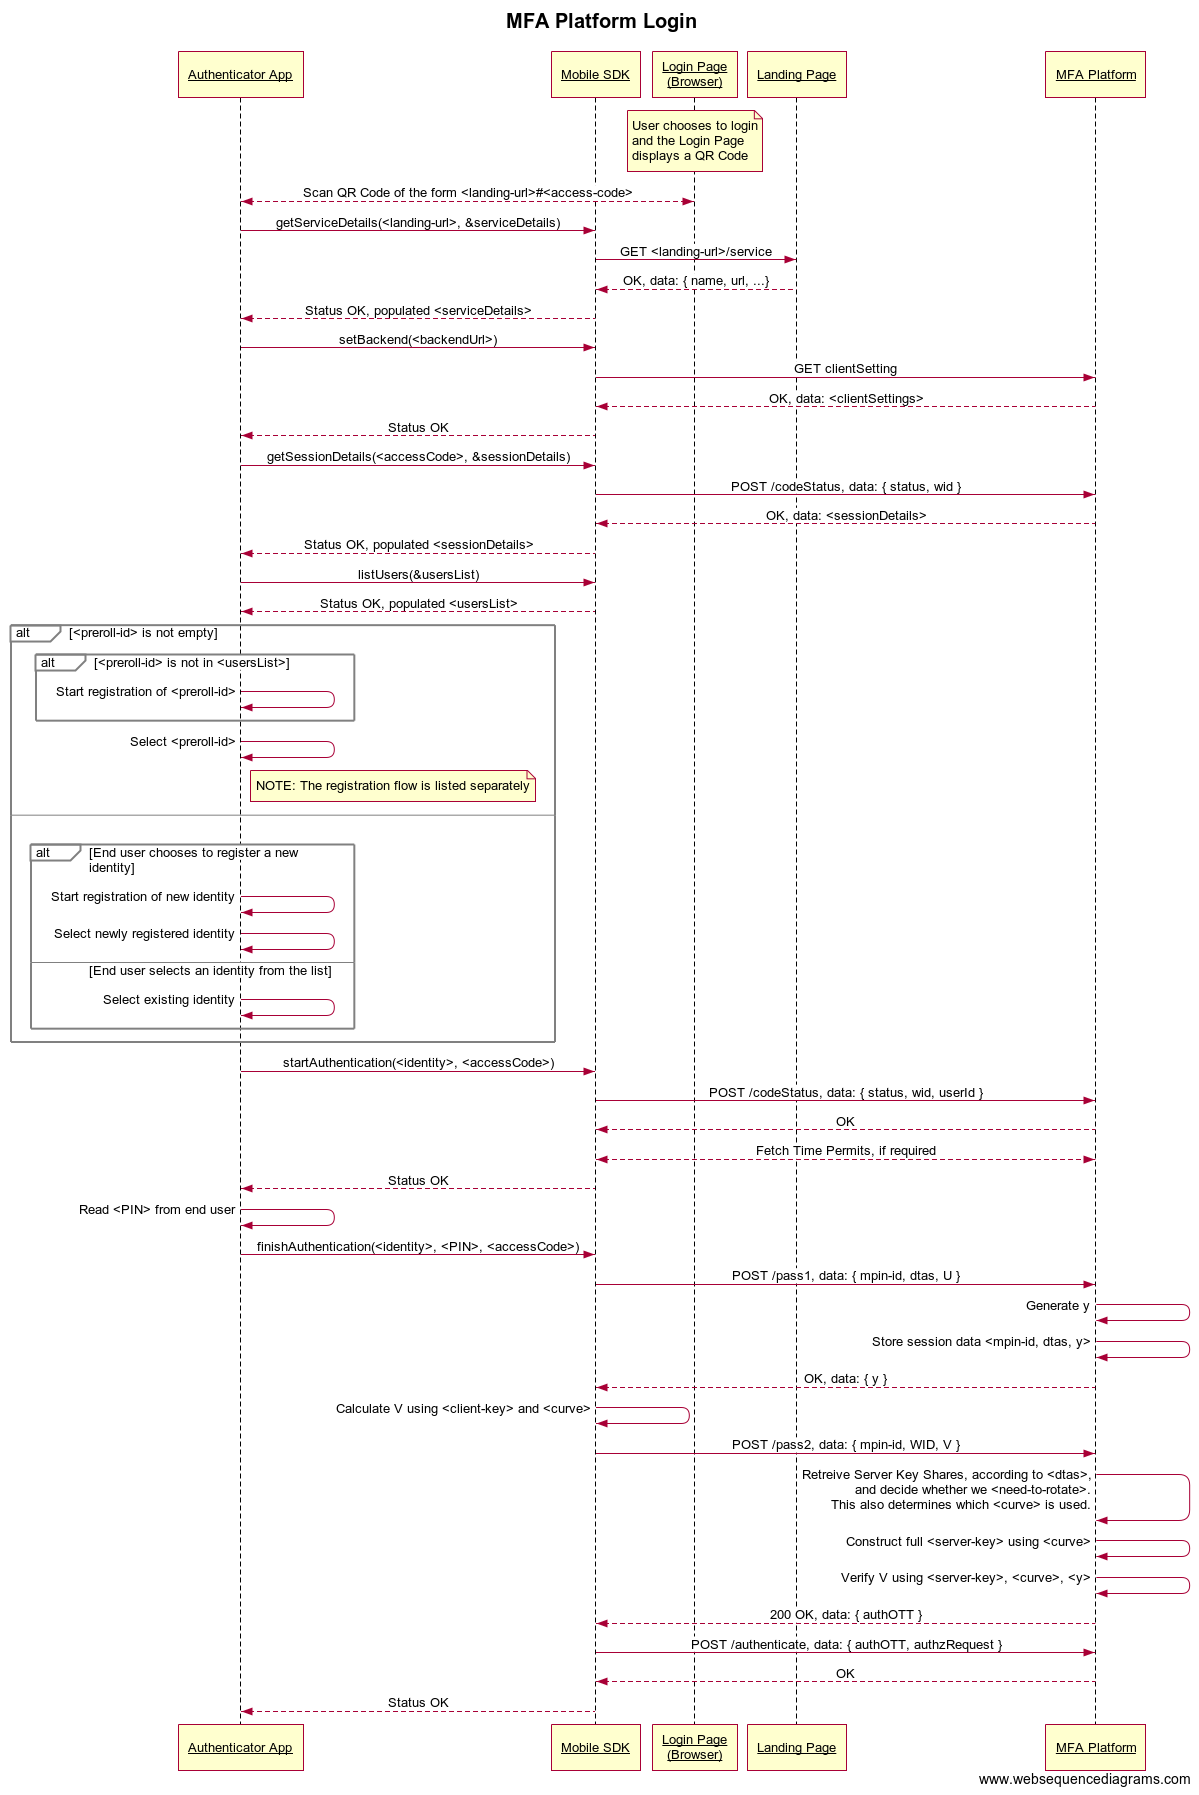 MFA Platform Login
Authenticator App
Mobile SDK
Login Page
(Browser)
Landing Page
MFA Platform
User chooses to login
and the Login Page
displays a QR Code
Scan QR Code of the form <landing-url>#<access-code>
getServiceDetails(<landing-url>, &serviceDetails)
GET <landing-url>/service
OK, data: { name, url, ...}
Status OK, populated <serviceDetails>
setBackend(<backendUrl>)
GET clientSetting
OK, data: <clientSettings>
Status OK
getSessionDetails(<accessCode>, &sessionDetails)
POST /codeStatus, data: { status, wid }
OK, data: <sessionDetails>
Status OK, populated <sessionDetails>
listUsers(&usersList)
Status OK, populated <usersList>
alt [<preroll-id> is not empty]
alt [<preroll-id> is not in <usersList>]
Start registration of <preroll-id>
Select <preroll-id>
NOTE: The registration flow is listed separately
alt [End user chooses to register a new
identity]
Start registration of new identity
Select newly registered identity
[End user selects an identity from the list]
Select existing identity
startAuthentication(<identity>, <accessCode>)
POST /codeStatus, data: { status, wid, userId }
OK
Fetch Time Permits, if required
Status OK
Read <PIN> from end user
finishAuthentication(<identity>, <PIN>, <accessCode>)
POST /pass1, data: { mpin-id, dtas, U }
Generate y
Store session data <mpin-id, dtas, y>
OK, data: { y }
Calculate V using <client-key> and <curve>
POST /pass2, data: { mpin-id, WID, V }
Retreive Server Key Shares, according to <dtas>,
and decide whether we <need-to-rotate>.
This also determines which <curve> is used.
Construct full <server-key> using <curve>
Verify V using <server-key>, <curve>, <y>
200 OK, data: { authOTT }
POST /authenticate, data: { authOTT, authzRequest }
OK
Status OK
Authenticator App
Mobile SDK
Login Page
(Browser)
Landing Page
MFA Platform
www.websequencediagrams.com